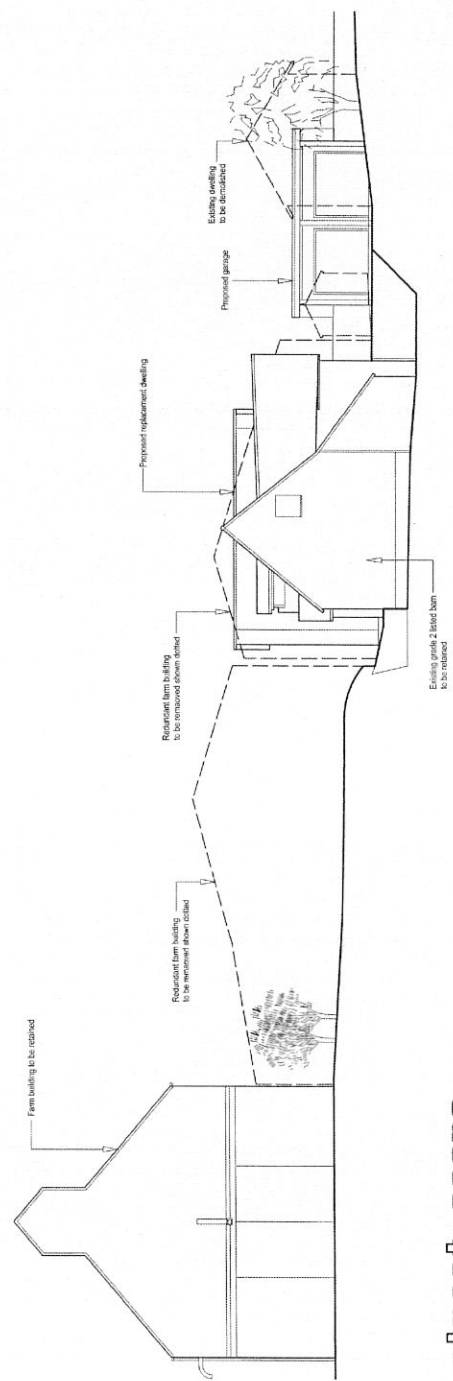 Farm building to be retained
Redundant farm building
to be removed shown dotted
Redundant farm building
to be remaoved shown dotted
Proposed replacement dwelling
Existing grade 2 listed barn
to be retained
Proposed garage
Existing dwelling
to be demolished